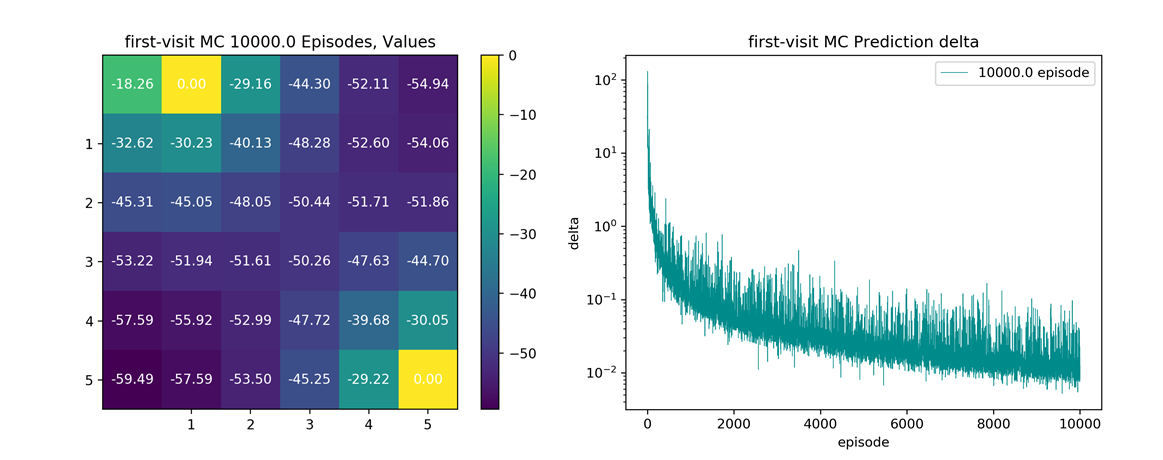 first-visit MC 10000.0 Episodes, Values
-18.26 0.00 -29.16 -44.30 -52.11 -54.94
1 -32.62 -30.23 -40.13 -48.28 -52.60 -54.06
2 -45.31 -45.05 -48.05 -50.44 -51.71 -51.86
3 -53.22 -51.94 -51.61 -50.26 -47.63 -44.70
4 -57.59 -55.92 -52.99 -47.72 -39.68 -30.05
5 -59.49 -57.59 -53.50 -45.25 -29.22 0.00
1 2 3 4 5
0
−10
−20
−30
−40
−50
first-visit MC Prediction delta
10000.0 episode
delta
10²
10¹
10⁰
10⁻¹
10⁻²
0 2000 4000 6000 8000 10000
episode